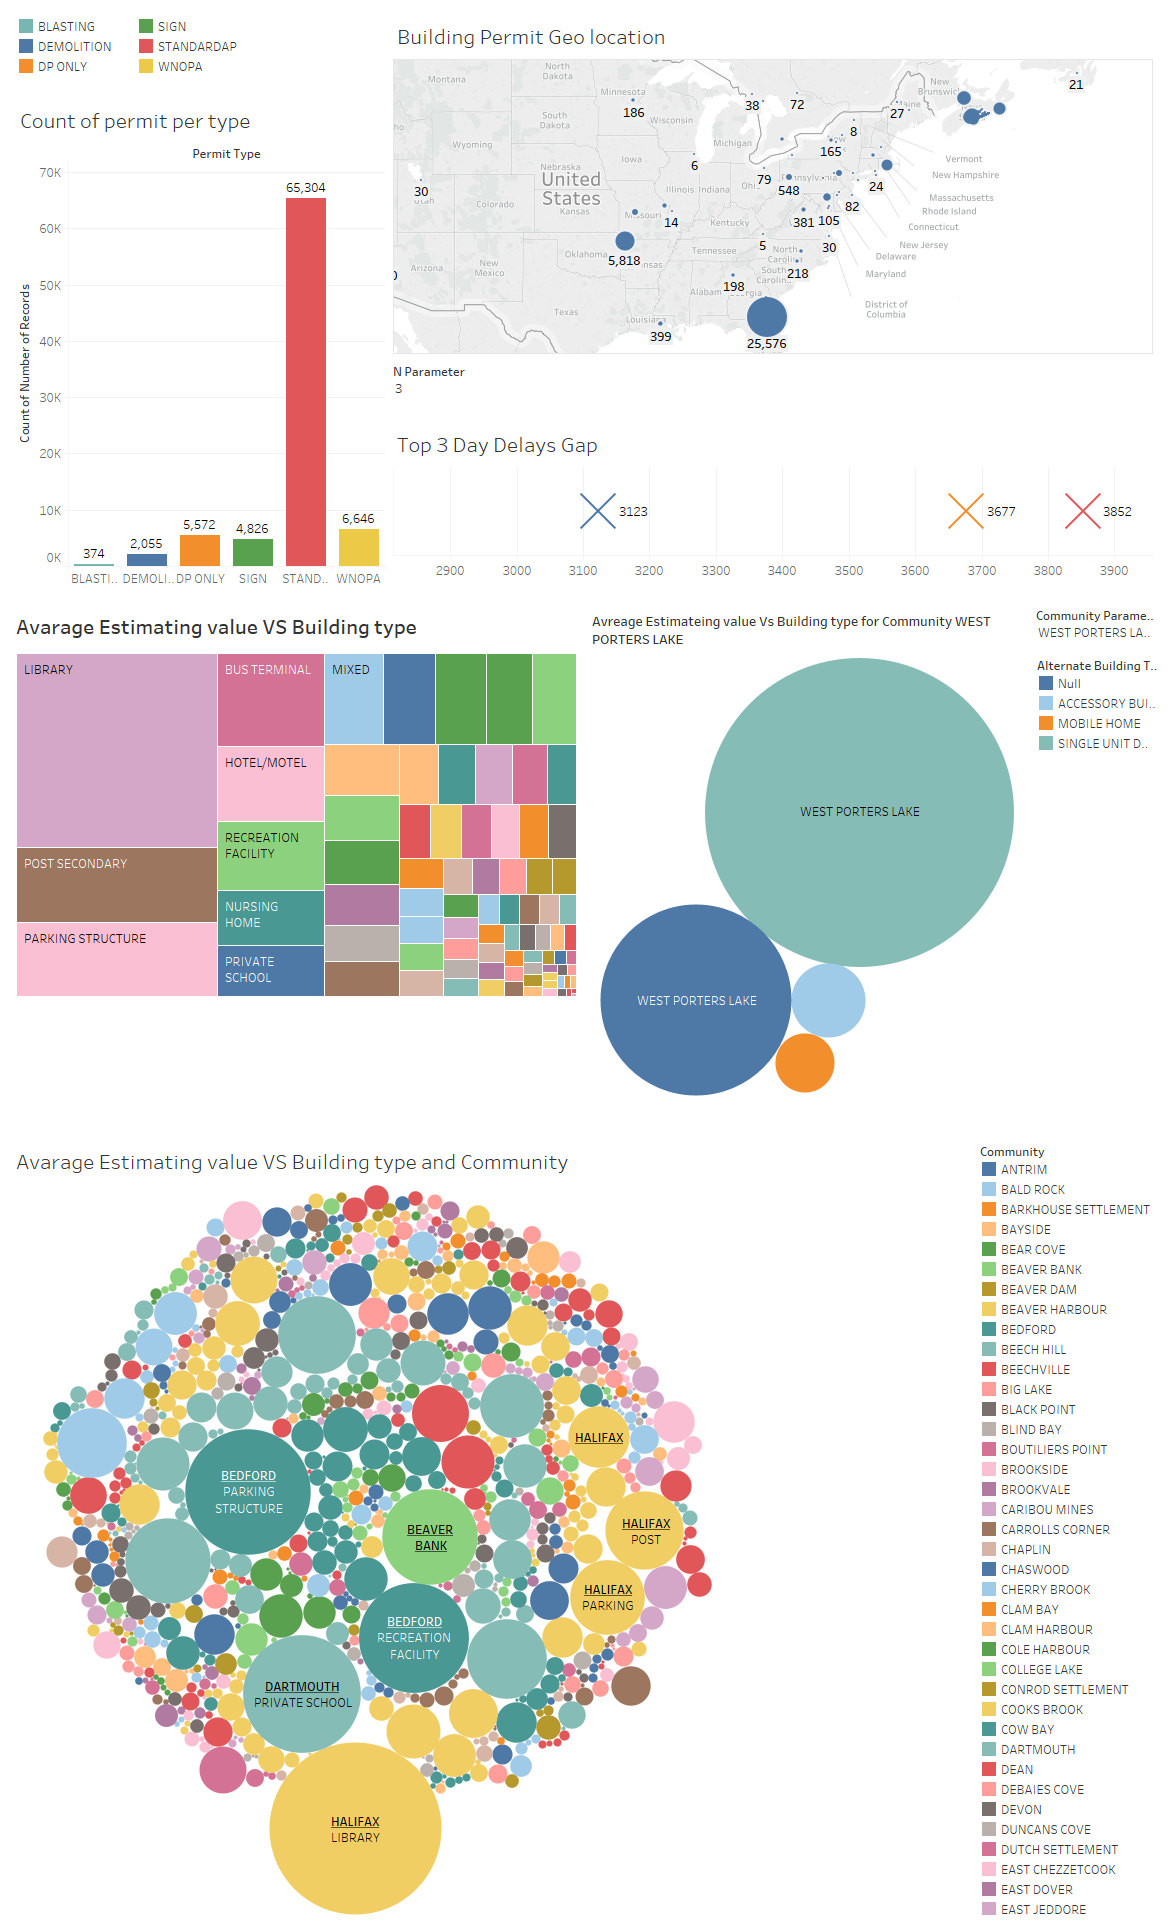 BLASTING
SIGN
DEMOLITION
STANDARDAP
DP ONLY
WNOPA
Count of permit per type
Permit Type
Count of Number of Records
70K
60K
50K
40K
30K
20K
10K
0K
65,304
374
2,055
5,572
4,826
6,646
BLASTI..
DEMOLI..
DP ONLY
SIGN
STAND..
WNOPA
Building Permit Geo location
Montana
North
Dakota
Minnesota
186
Wisconsin
38
72
27
Maine
New
Brunswick
21
South
Dakota
8
ho
Wyoming
Michigan
165
Vermont
New Hampshire
Iowa
6
Nebraska
United
States
30
Utah
Colorado
Kansas
Missouri
14
Illinois
Indiana
79
548
24
82
Massachusetts
Rhode Island
Connecticut
Kentucky
381
105
30
New Jersey
Delaware
Maryland
Oklahoma
5,818
Tennessee
5
North
Carolin
Arizona
New
Mexico
198
South
Carolin
218
Alabam
Texas
Louisiana
399
25,576
District of
Columbia
N Parameter
3
Top 3 Day Delays Gap
3123
3677
3852
2900
3000
3100
3200
3300
3400
3500
3600
3700
3800
3900
Avarage Estimating value VS Building type
LIBRARY
POST SECONDARY
PARKING STRUCTURE
BUS TERMINAL
HOTEL/MOTEL
RECREATION
FACILITY
NURSING
HOME
PRIVATE
SCHOOL
MIXED
Avreage Estimateing value Vs Building type for Community WEST
PORTERS LAKE
WEST PORTERS LAKE
WEST PORTERS LAKE
Community Parame..
WEST PORTERS LA..
Alternate Building T..
Null
ACCESSORY BUI..
MOBILE HOME
SINGLE UNIT D..
Avarage Estimating value VS Building type and Community
BEDFORD
PARKING
STRUCTURE
BEAVER
BANK
HALIFAX
HALIFAX
POST
HALIFAX
PARKING
BEDFORD
RECREATION
FACILITY
DARTMOUTH
PRIVATE SCHOOL
HALIFAX
LIBRARY
Community
ANTRIM
BALD ROCK
BARKHOUSE SETTLEMENT
BAYSIDE
BEAR COVE
BEAVER BANK
BEAVER DAM
BEAVER HARBOUR
BEDFORD
BEECH HILL
BEECHVILLE
BIG LAKE
BLACK POINT
BLIND BAY
BOUTILIERS POINT
BROOKSIDE
BROOKVALE
CARIBOU MINES
CARROLLS CORNER
CHAPLIN
CHASWOOD
CHERRY BROOK
CLAM BAY
CLAM HARBOUR
COLE HARBOUR
COLLEGE LAKE
CONROD SETTLEMENT
COOKS BROOK
COW BAY
DARTMOUTH
DEAN
DEBAIES COVE
DEVON
DUNCANS COVE
DUTCH SETTLEMENT
EAST CHEZZETCOOK
EAST DOVER
EAST JEDDORE